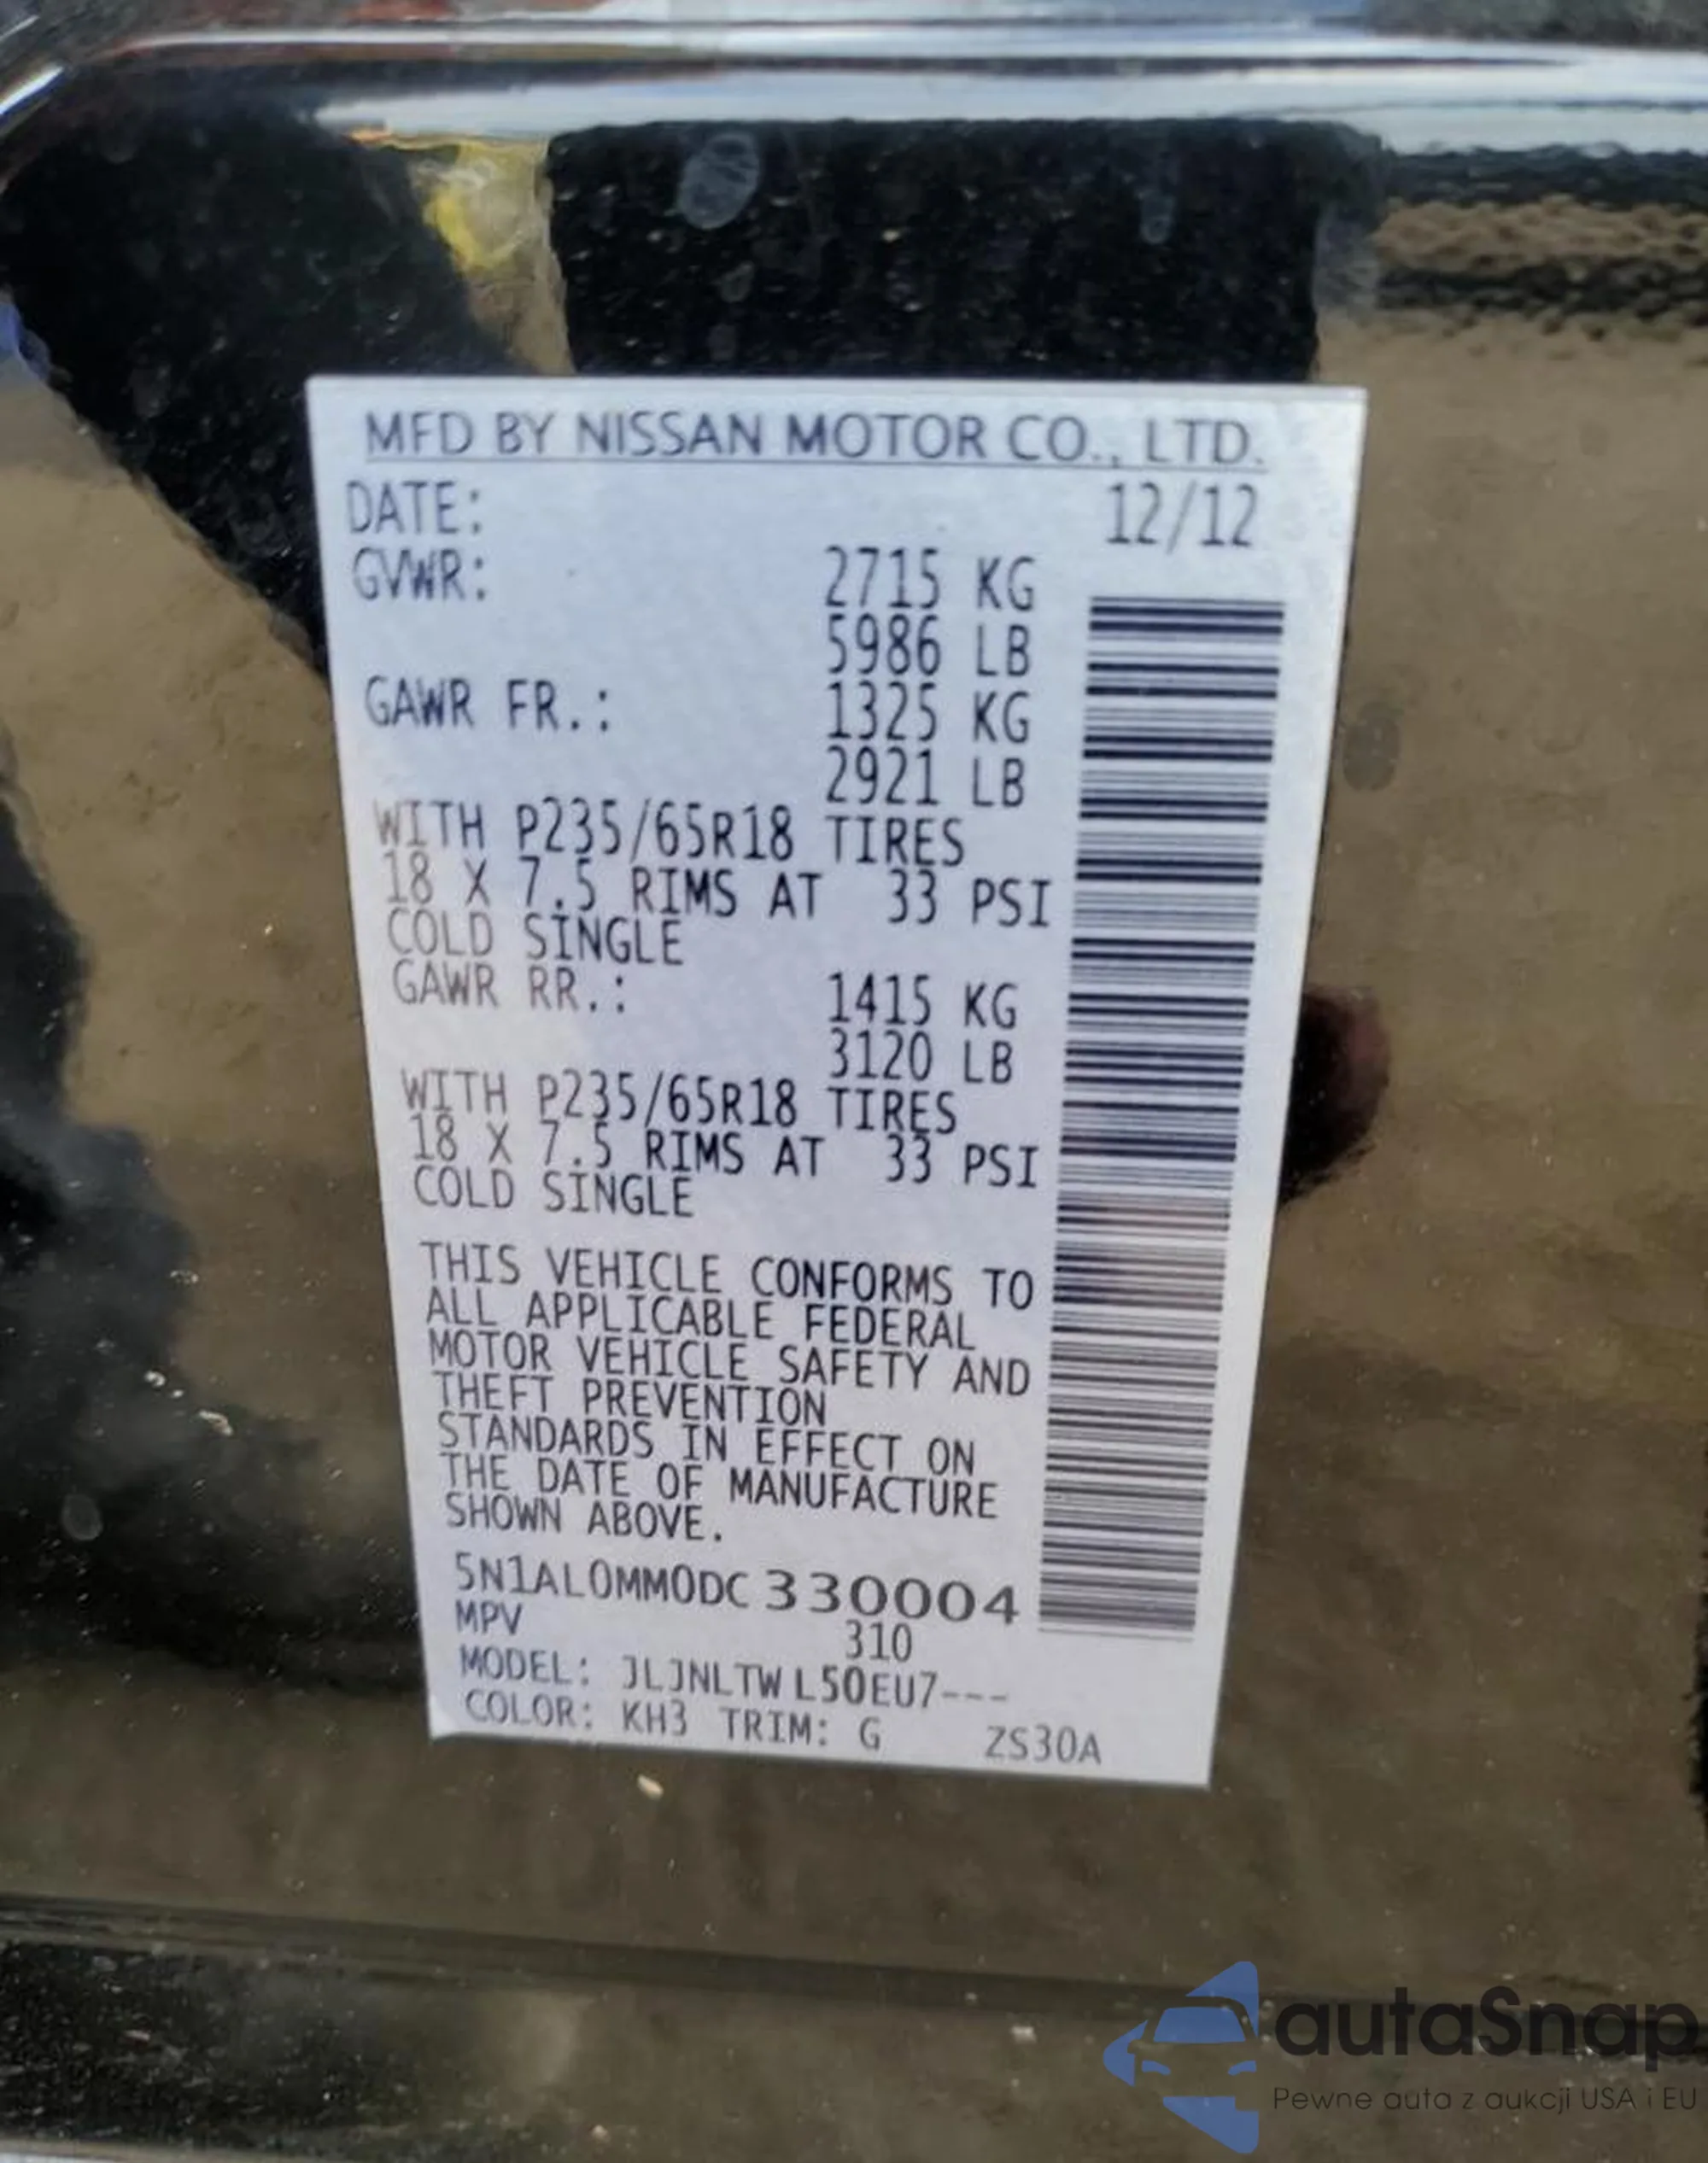 MFD BY NISSAN MOTOR CO., LTD.
DATE: 12/12
GVWR: 2715 KG
5986 LB
GAWR FR.: 1325 KG
2921 LB
WITH P235/65R18 TIRES
18 X 7.5 RIMS AT 33 PSI
COLD SINGLE
GAWR RR.: 1415 KG
3120 LB
WITH P235/65R18 TIRES
18 X 7.5 RIMS AT 33 PSI
COLD SINGLE
THIS VEHICLE CONFORMS TO
ALL APPLICABLE FEDERAL
MOTOR VEHICLE SAFETY AND
THEFT PREVENTION
STANDARDS IN EFFECT ON
THE DATE OF MANUFACTURE
SHOWN ABOVE.
5N1AL0MM0DC330004
MPV 310
MODEL: JLJNLTW L50EU7---
COLOR: KH3 TRIM: G ZS30A
autaSnap
Pewne auta z aukcji USA i EU